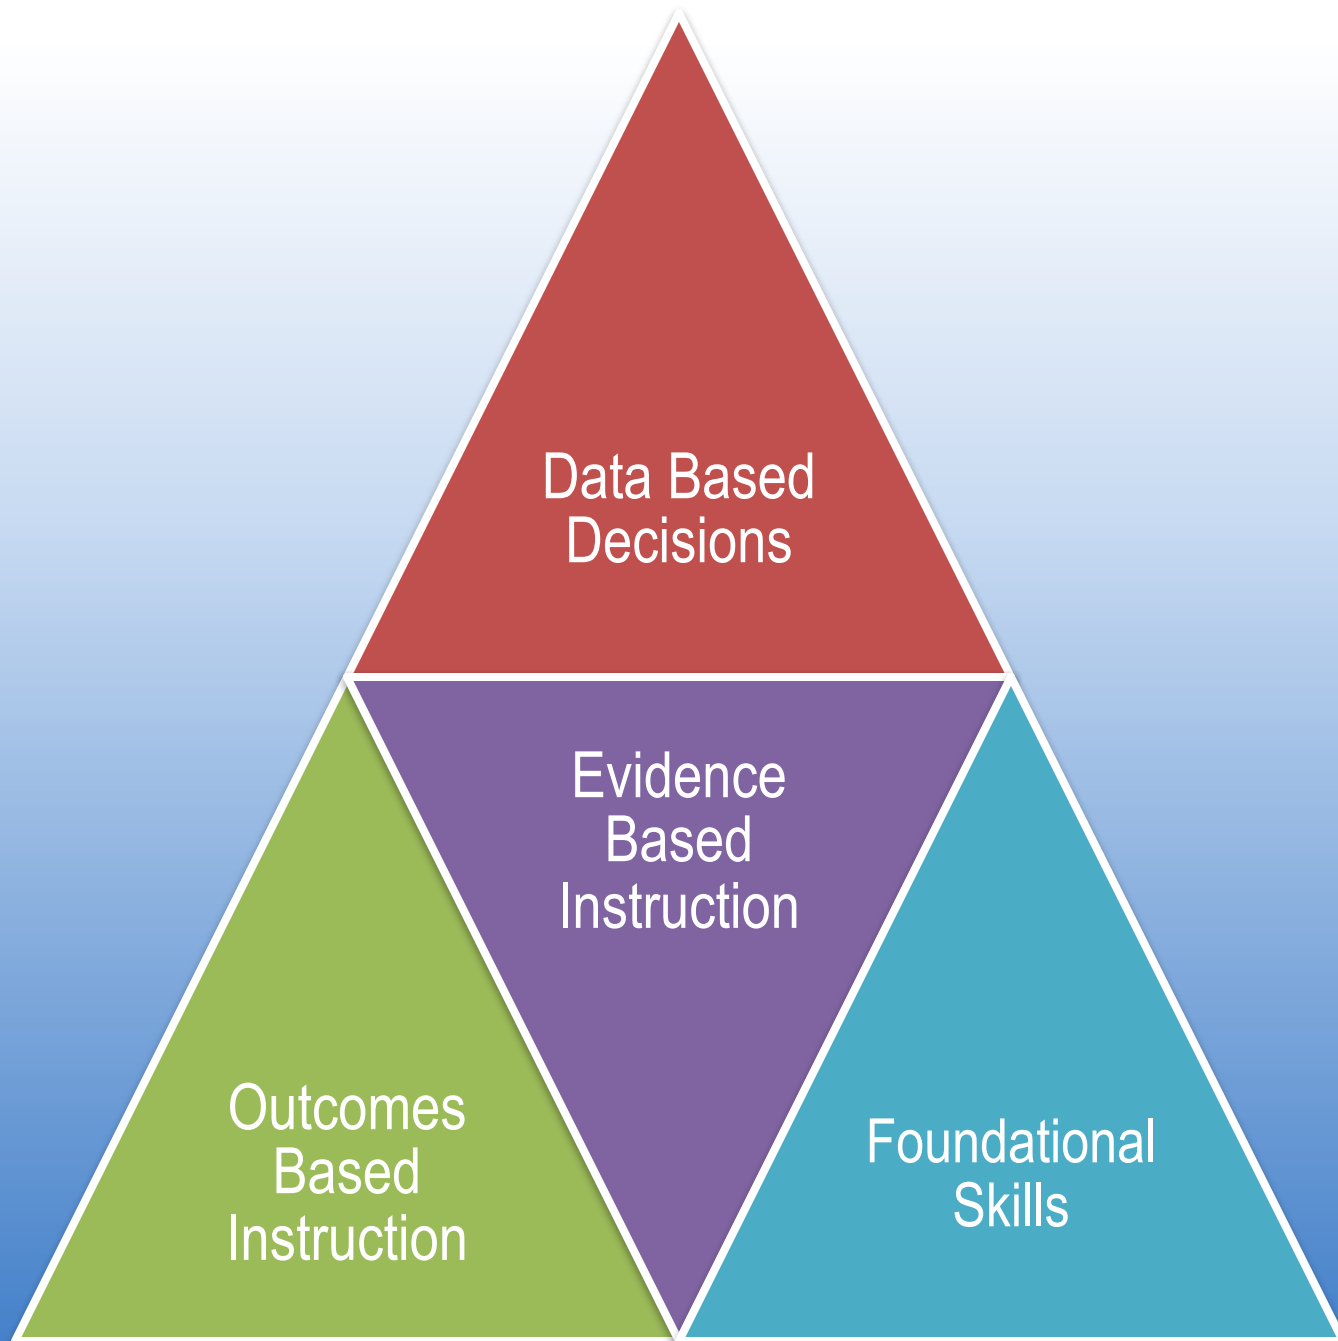 Data Based
Decisions
Evidence
Based
Instruction
Outcomes
Based
Instruction
Foundational
Skills